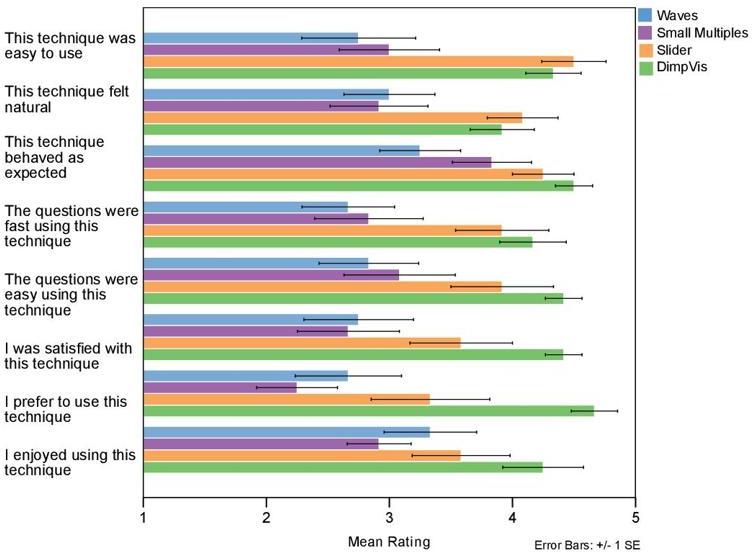 Waves
Small Multiples
Slider
DimpVis
This technique was
easy to use
This technique felt
natural
This technique
behaved as
expected
The questions were
fast using this
technique
The questions were
easy using this
technique
I was satisfied with
this technique
I prefer to use this
technique
I enjoyed using this
technique
1 2 3 4 5
Mean Rating
Error Bars: +/- 1 SE